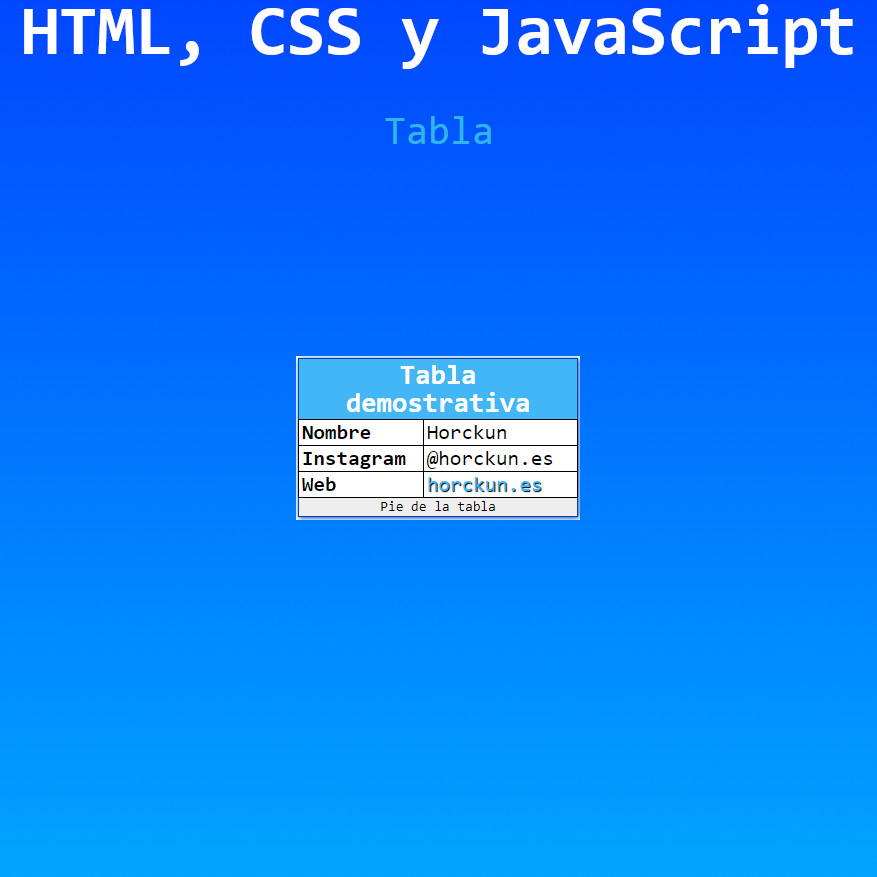 HTML, CSS y JavaScript
Tabla
Tabla
demostrativa
Nombre Horckun
Instagram @horckun.es
Web horckun.es
Pie de la tabla